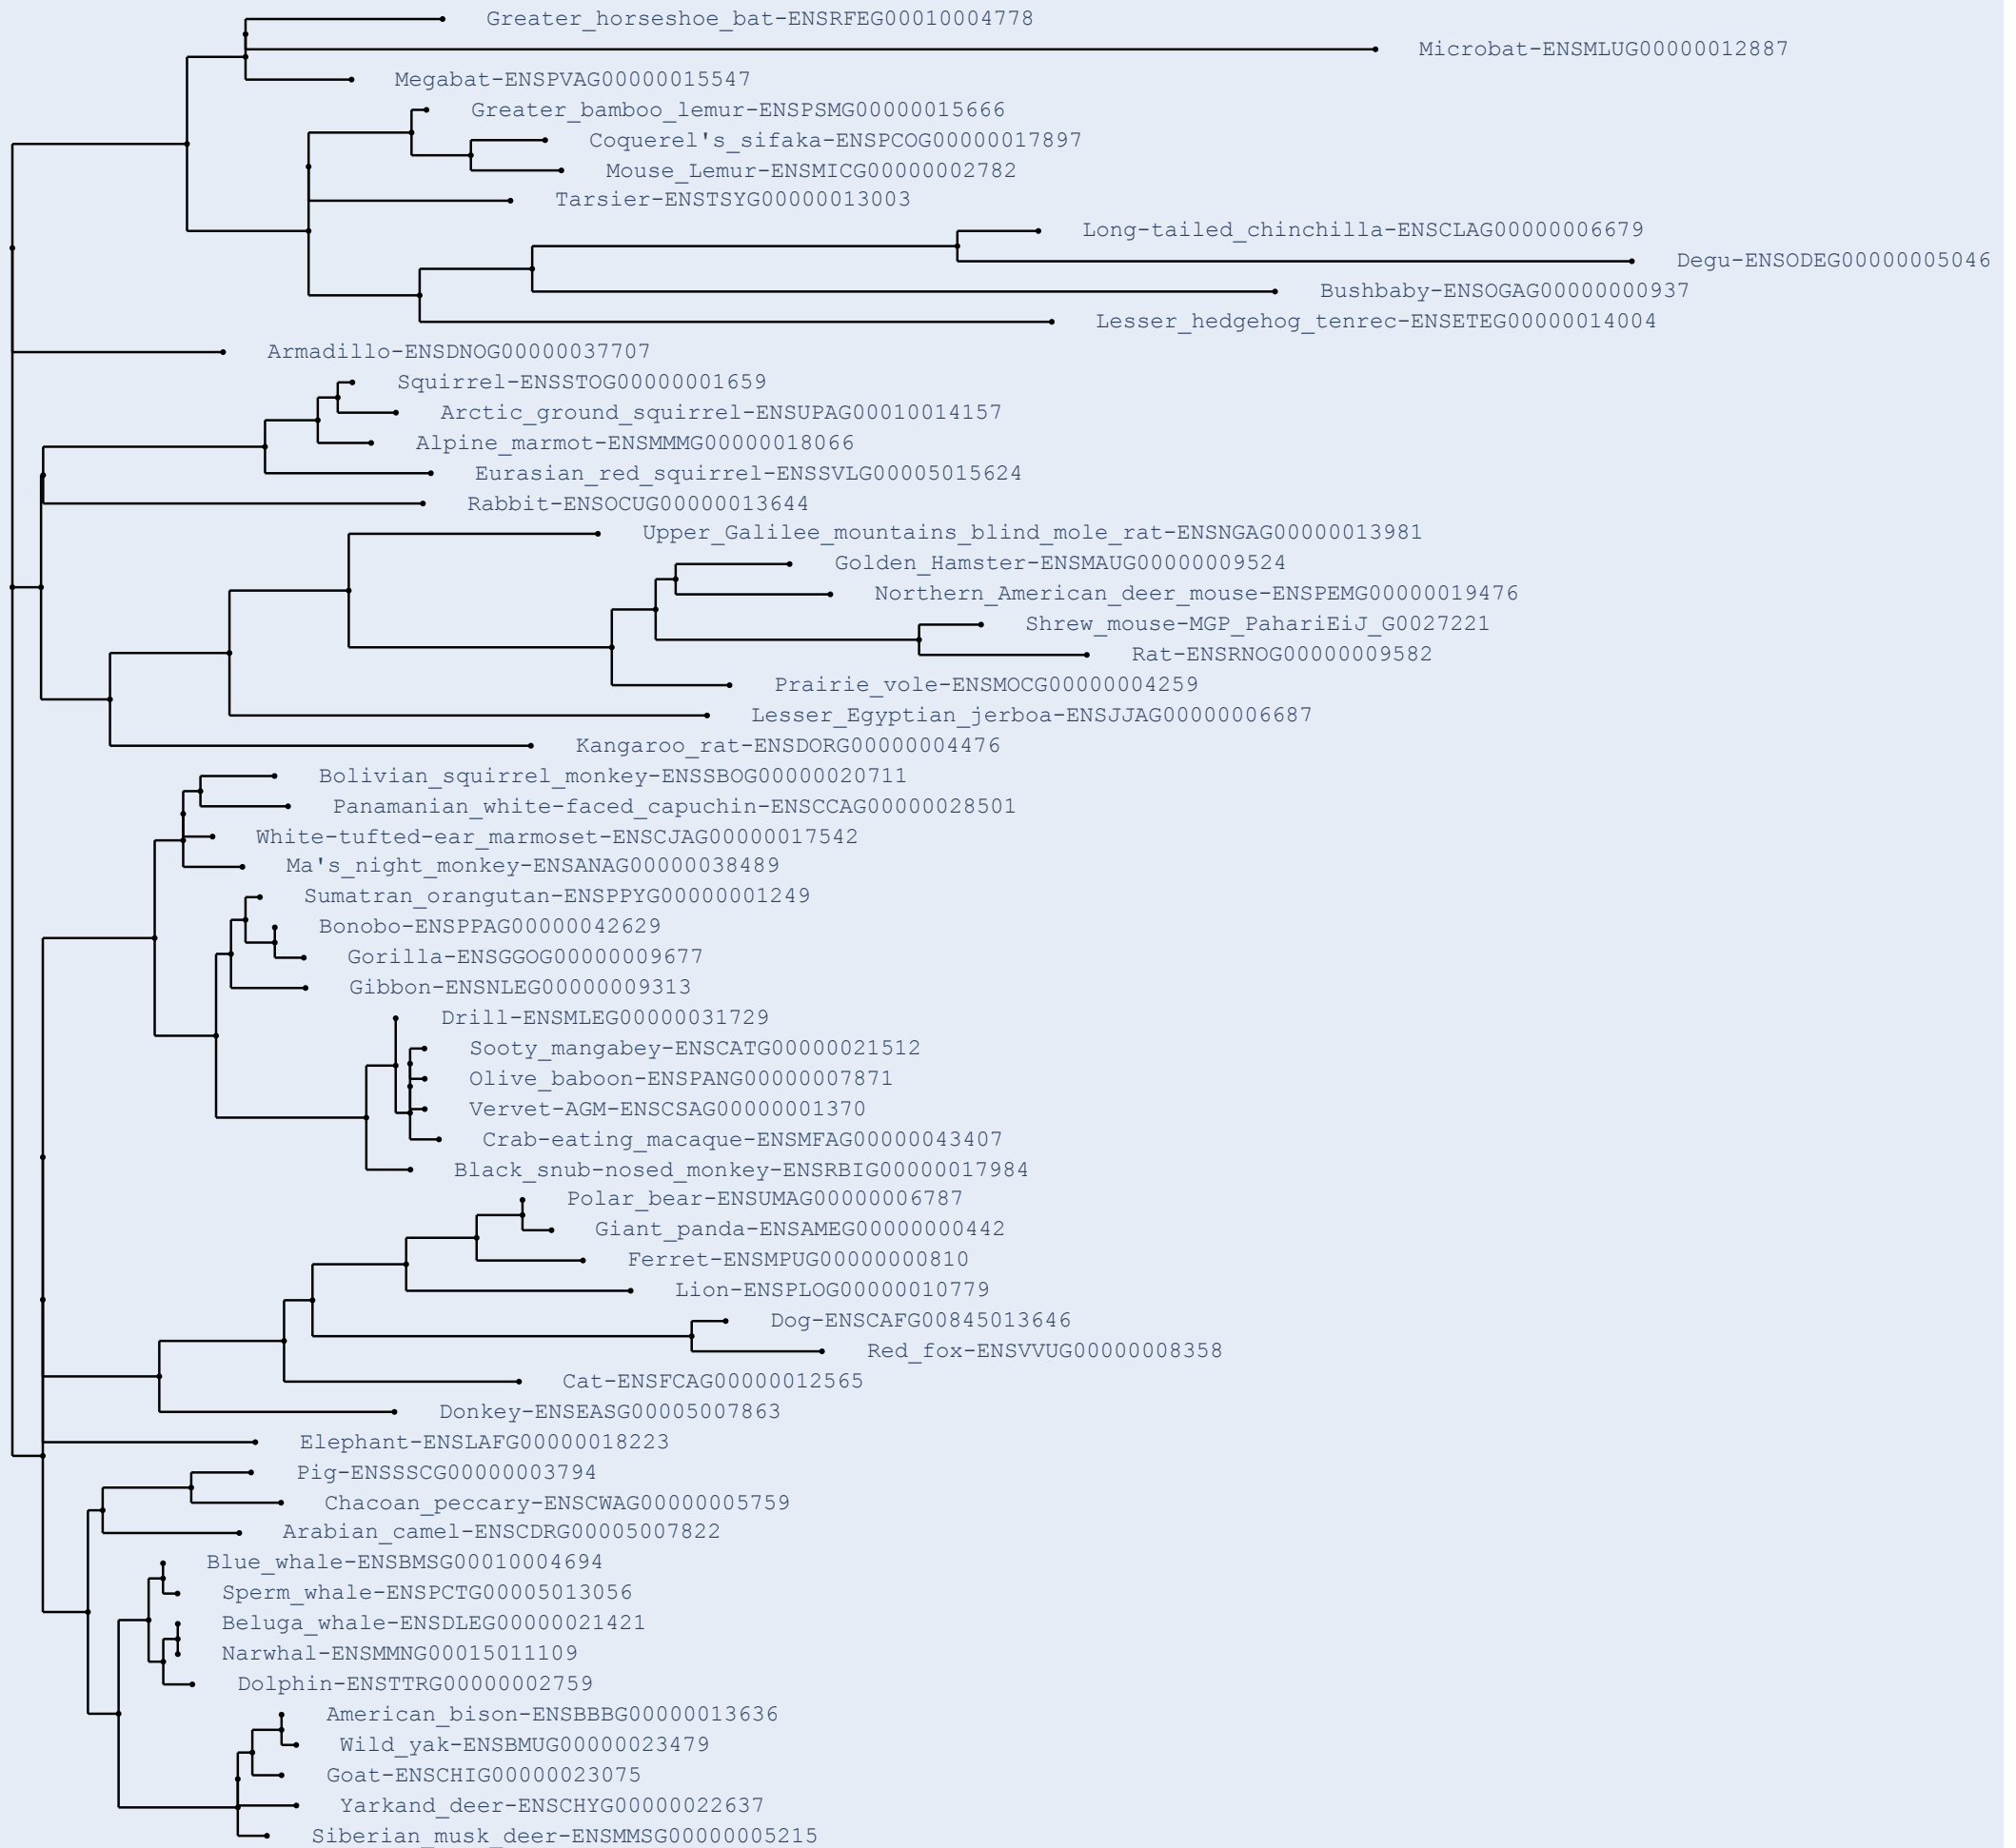 Greater_horseshoe_bat-ENSRFEG00010004778
Microbat-ENSMLUG00000012887
Megabat-ENSPVAG00000015547
Greater_bamboo_lemur-ENSPSMG00000015666
Coquerel's_sifaka-ENSPCOG00000017897
Mouse_Lemur-ENSMICG00000002782
Tarsier-ENSTSYG00000013003
Long-tailed_chinchilla-ENSCLAG00000006679
Degu-ENSODEG00000005046
Bushbaby-ENSOGAG00000000937
Lesser_hedgehog_tenrec-ENSETEG00000014004
Armadillo-ENSDNOG00000037707
Squirrel-ENSSTOG00000001659
Arctic_ground_squirrel-ENSUPAG00010014157
Alpine_marmot-ENSMMMG00000018066
Eurasian_red_squirrel-ENSSVLG00005015624
Rabbit-ENSOCUG00000013644
Upper_Galilee_mountains_blind_mole_rat-ENSNGAG00000013981
Golden_Hamster-ENSMAUG00000009524
Northern_American_deer_mouse-ENSPEMG00000019476
Shrew_mouse-MGP_PahariEiJ_G0027221
Rat-ENSRNOG00000009582
Prairie_vole-ENSMOCG00000004259
Lesser_Egyptian_jerboa-ENSJJAG00000006687
Kangaroo_rat-ENSDORG00000004476
Bolivian_squirrel_monkey-ENSSBOG00000020711
Panamanian_white-faced_capuchin-ENSCCAG00000028501
White-tufted-ear_marmoset-ENSCJAG00000017542
Ma's_night_monkey-ENSANAG00000038489
Sumatran_orangutan-ENSPPYG00000001249
Bonobo-ENSPPAG00000042629
Gorilla-ENSGGOG00000009677
Gibbon-ENSNLEG00000009313
Drill-ENSMLEG00000031729
Sooty_mangabey-ENSCATG00000021512
Olive_baboon-ENSPANG00000007871
Vervet-AGM-ENSCSAG00000001370
Crab-eating_macaque-ENSMFAG00000043407
Black_snub-nosed_monkey-ENSRBIG00000017984
Polar_bear-ENSUMAG00000006787
Giant_panda-ENSAMEG00000000442
Ferret-ENSMPUG00000000810
Lion-ENSPLOG00000010779
Dog-ENSCAFG00845013646
Red_fox-ENSVVUG00000008358
Cat-ENSFCAG00000012565
Donkey-ENSEASG00005007863
Elephant-ENSLAFG00000018223
Pig-ENSSSCG00000003794
Chacoan_peccary-ENSCWAG00000005759
Arabian_camel-ENSCDRG00005007822
Blue_whale-ENSBMSG00010004694
Sperm_whale-ENSPCTG00005013056
Beluga_whale-ENSDLEG00000021421
Narwhal-ENSMMNG00015011109
Dolphin-ENSTTRG00000002759
American_bison-ENSBBBG00000013636
Wild_yak-ENSBMUG00000023479
Goat-ENSCHIG00000023075
Yarkand_deer-ENSCHYG00000022637
Siberian_musk_deer-ENSMMSG00000005215